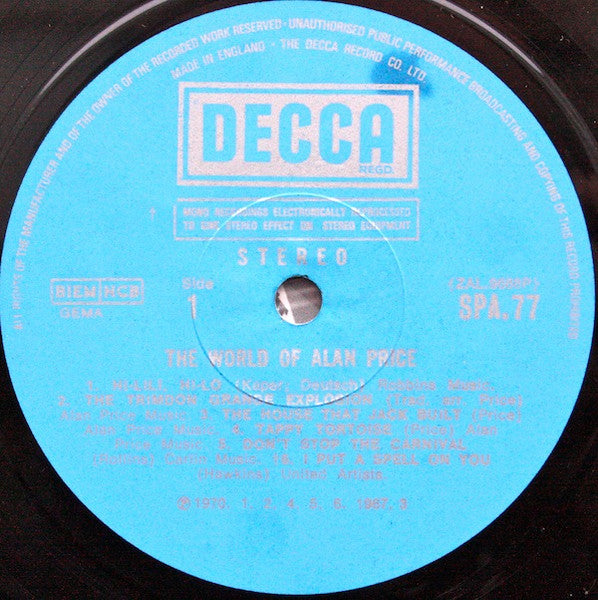 ALL RIGHTS OF THE MANUFACTURER AND OF THE OWNER OF THE RECORDED WORK RESERVED · UNAUTHORISED PUBLIC PERFORMANCE BROADCASTING AND COPYING OF THIS RECORD PROHIBITED
MADE IN ENGLAND · THE DECCA RECORD CO. LTD.
DECCA
REGD.
MONO RECORDINGS ELECTRONICALLY REPROCESSED
TO GIVE STEREO EFFECT ON STEREO EQUIPMENT
STEREO
BIEM NCB
GEMA
Side
1
SPA.77
THE WORLD OF ALAN PRICE
1. HI-LILI, HI-LO (Kaper, Deutsch) Robbins Music.
2. THE TRIMDON GRANGE EXPLOSION (Trad. arr. Price)
Alan Price Music. 3. THE HOUSE THAT JACK BUILT (Price)
Alan Price Music. 4. TAPPY TORTOISE (Price) Alan
Price Music. 5. DON'T STOP THE CARNIVAL
(Rollins) Carlin Music. 6. I PUT A SPELL ON YOU
(Hawkins) United Artists.
Ⓟ 1970, 1, 2, 4, 5, 6, 1967, 3